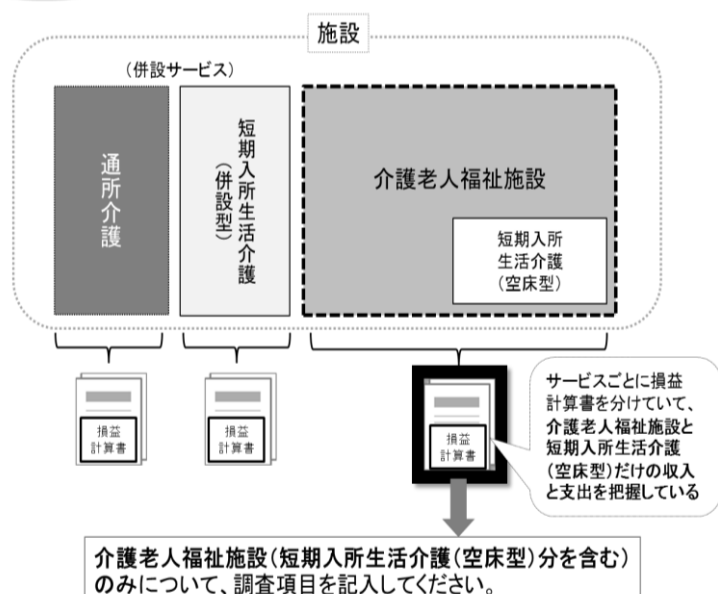 施設
(併設サービス)
通所介護
短期入所生活介護
(併設型)
介護老人福祉施設
短期入所
生活介護
(空床型)
損益
計算書
損益
計算書
損益
計算書
サービスごとに損益
計算書を分けていて、
介護老人福祉施設と
短期入所生活介護
(空床型)だけの収入
と支出を把握している
介護老人福祉施設(短期入所生活介護(空床型)分を含む)
のみについて、調査項目を記入してください。